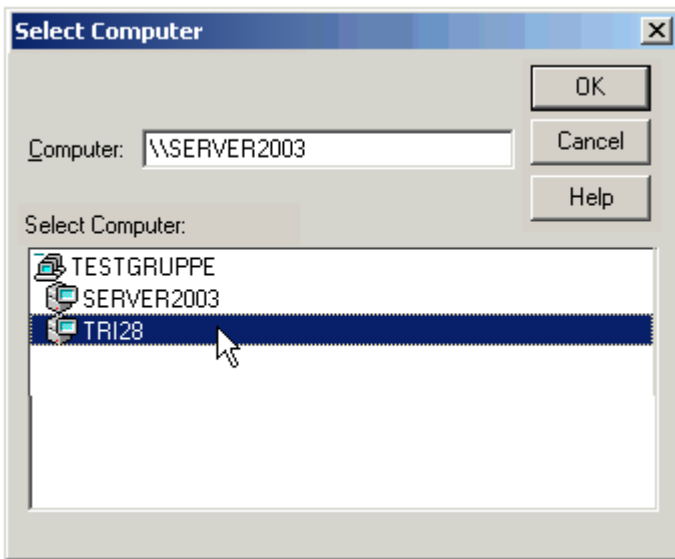 Select Computer
OK
Computer: \\SERVER2003
Cancel
Help
Select Computer:
TESTGRUPPE
SERVER2003
TRI28